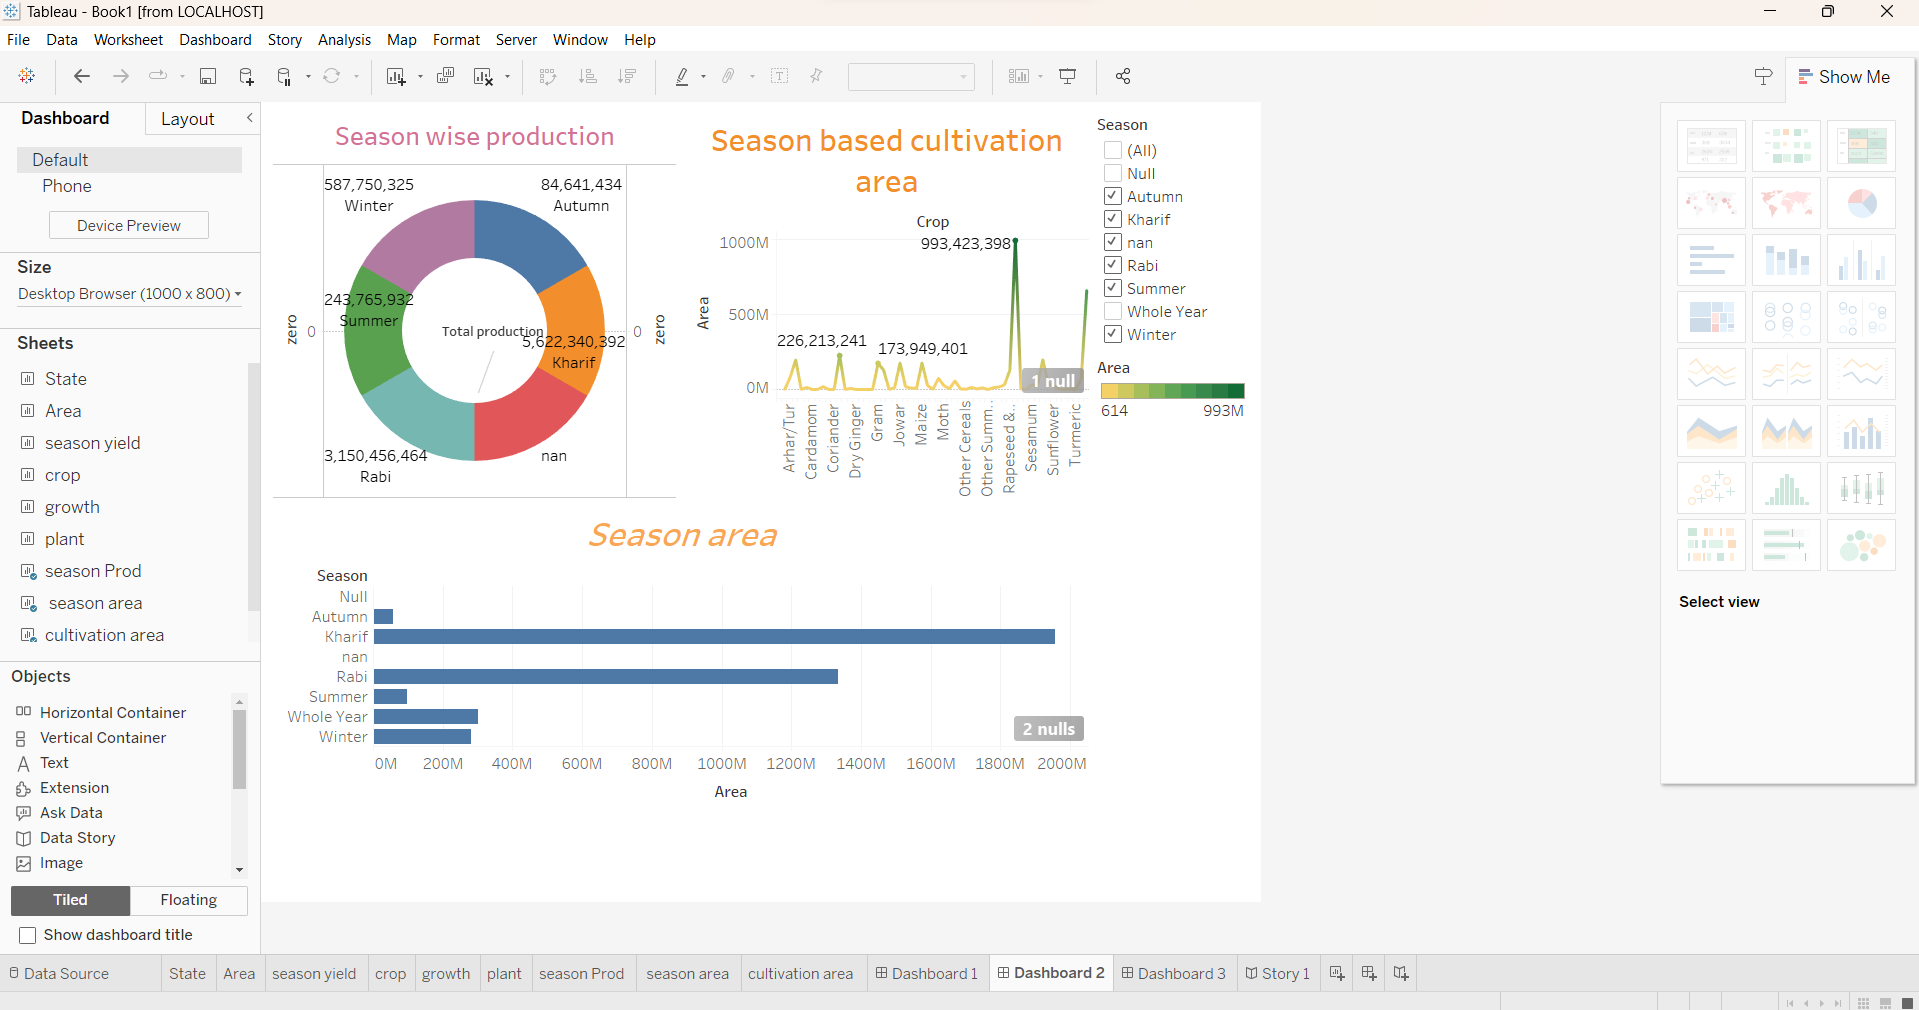 Tableau - Book1 [from LOCALHOST]
File Data Worksheet Dashboard Story Analysis Map Format Server Window Help
Show Me
Dashboard Layout
Default
Phone
Device Preview
Size
Desktop Browser (1000 x 800)
Sheets
State
Area
season yield
crop
growth
plant
season Prod
season area
cultivation area
Objects
Horizontal Container
Vertical Container
Text
Extension
Ask Data
Data Story
Image
Tiled Floating
Show dashboard title
Season wise production
587,750,325
Winter
84,641,434
Autumn
243,765,932
Summer
Total production
5,622,340,392
Kharif
3,150,456,464
Rabi
nan
zero
0
0
zero
Season based cultivation
area
Crop
993,423,398
1000M
500M
0M
Area
226,213,241
173,949,401
1 null
Arhar/Tur
Cardamom
Coriander
Dry Ginger
Gram
Jowar
Maize
Moth
Other Cereals
Other Summ..
Rapeseed &..
Sesamum
Sunflower
Turmeric
Season
(All)
Null
Autumn
Kharif
nan
Rabi
Summer
Whole Year
Winter
Area
614 993M
Season area
Season
Null
Autumn
Kharif
nan
Rabi
Summer
Whole Year
Winter
2 nulls
0M 200M 400M 600M 800M 1000M 1200M 1400M 1600M 1800M 2000M
Area
Select view
Data Source State Area season yield crop growth plant season Prod season area cultivation area Dashboard 1 Dashboard 2 Dashboard 3 Story 1